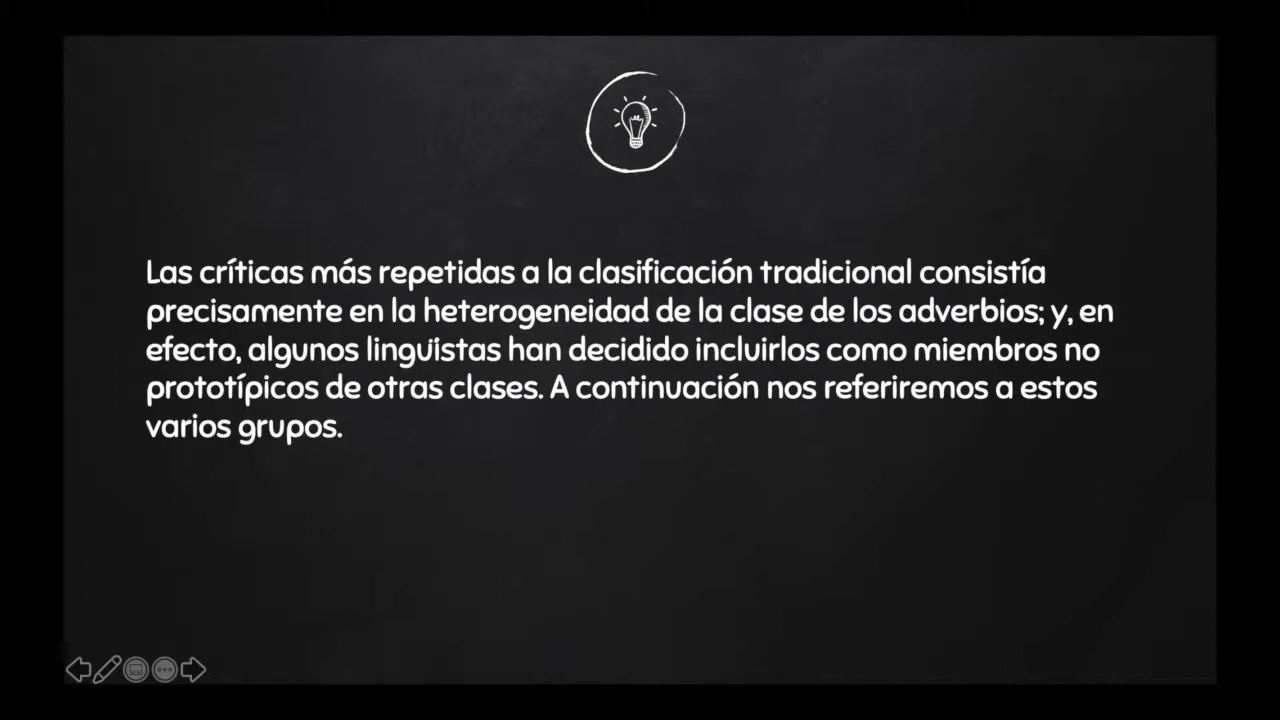 Las críticas más repetidas a la clasificación tradicional consistía
precisamente en la heterogeneidad de la clase de los adverbios; y, en
efecto, algunos lingüistas han decidido incluirlos como miembros no
prototípicos de otras clases. A continuación nos referiremos a estos
varios grupos.